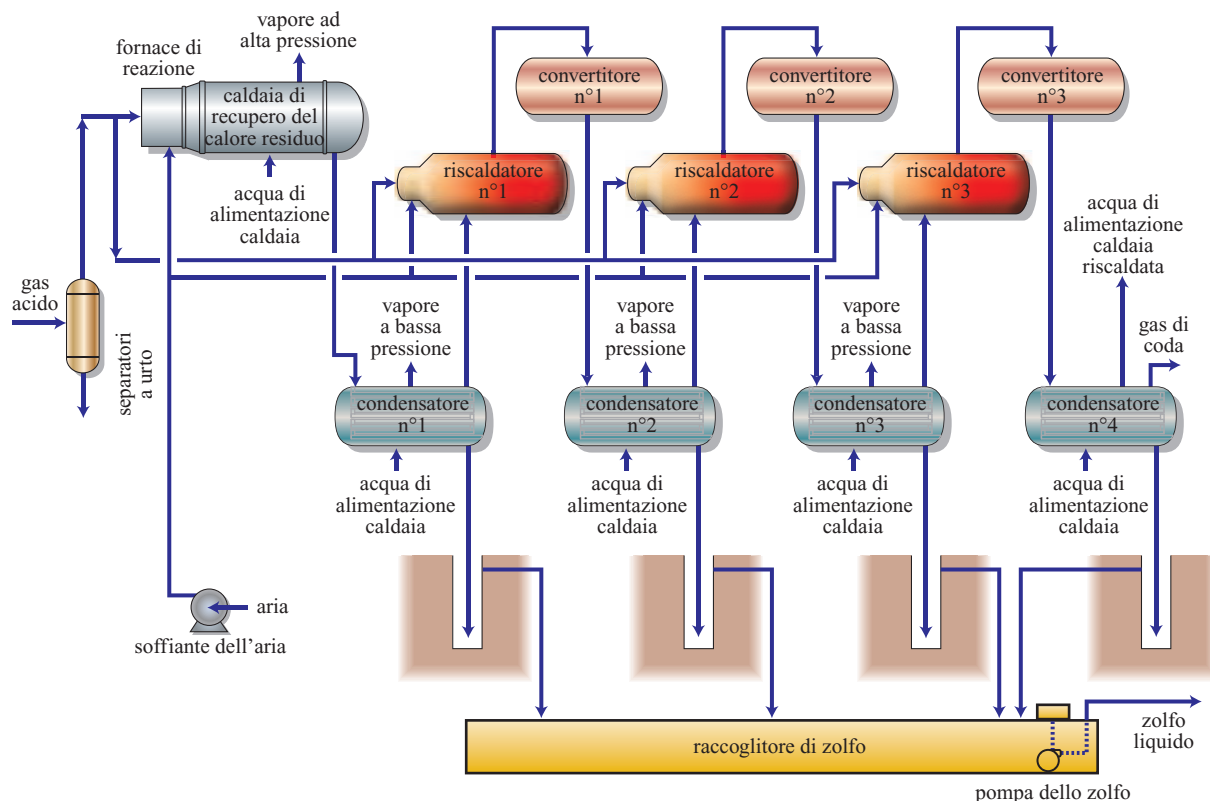 vapore ad
alta pressione
fornace di
reazione
caldaia di
recupero del
calore residuo
convertitore
n°1
convertitore
n°2
convertitore
n°3
riscaldatore
n°1
riscaldatore
n°2
riscaldatore
n°3
acqua di
alimentazione
caldaia
acqua di
alimentazione
caldaia
riscaldata
gas
acido
separatori
a urto
vapore
a bassa
pressione
vapore
a bassa
pressione
vapore
a bassa
pressione
gas di
coda
condensatore
n°1
condensatore
n°2
condensatore
n°3
condensatore
n°4
acqua di
alimentazione
caldaia
acqua di
alimentazione
caldaia
acqua di
alimentazione
caldaia
acqua di
alimentazione
caldaia
aria
soffiante dell’aria
raccoglitore di zolfo
zolfo
liquido
pompa dello zolfo